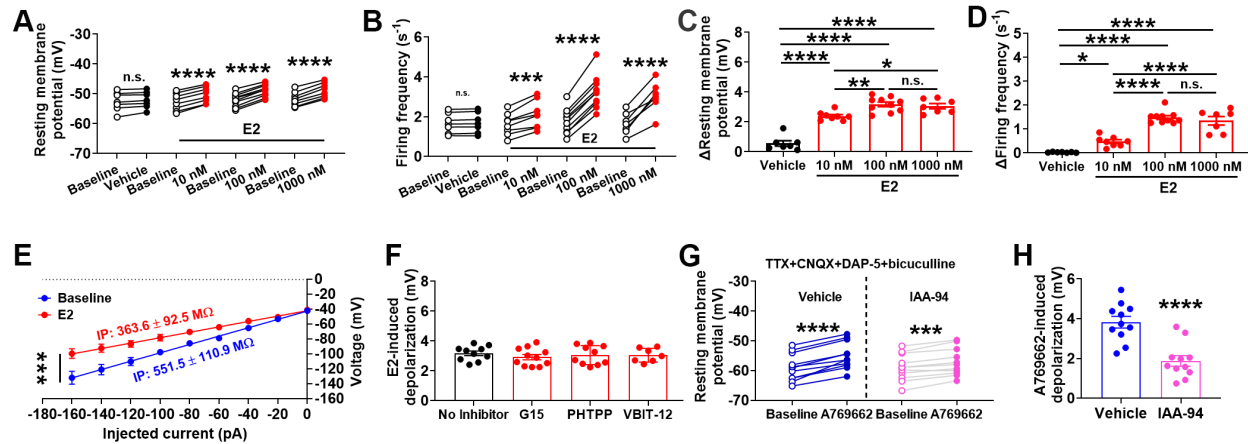 A
Resting membrane
potential (mV)
-40
-50
-60
-70
n.s.
****
****
****
Baseline
Vehicle
Baseline
10 nM
Baseline
100 nM
Baseline
1000 nM
E2
B
Firing frequency (s-1)
6
4
2
0
n.s.
***
****
****
E2
Baseline
Vehicle
Baseline
10 nM
Baseline
100 nM
Baseline
1000 nM
C
ΔResting membrane
potential (mV)
8
6
4
2
0
****
****
****
*
**
n.s.
Vehicle
10 nM
100 nM
1000 nM
E2
D
ΔFiring frequency (s-1)
5
4
3
2
1
0
****
****
*
****
****
n.s.
Vehicle
10 nM
100 nM
1000 nM
E2
E
Baseline
E2
IP: 363.6 ± 92.5 MΩ
IP: 551.5 ± 110.9 MΩ
***
0
-20
-40
-60
-80
-100
-120
-140
-160
Voltage (mV)
-180 -160 -140 -120 -100 -80 -60 -40 -20 0
Injected current (pA)
F
E2-induced
depolarization (mV)
8
6
4
2
0
No Inhibitor
G15
PHTPP
VBIT-12
G
TTX+CNQX+DAP-5+bicuculline
Resting membrane
potential (mV)
-30
-40
-50
-60
-70
Vehicle
IAA-94
****
***
Baseline A769662
Baseline A769662
H
A769662-induced
depolarization (mV)
6
4
2
0
****
Vehicle
IAA-94